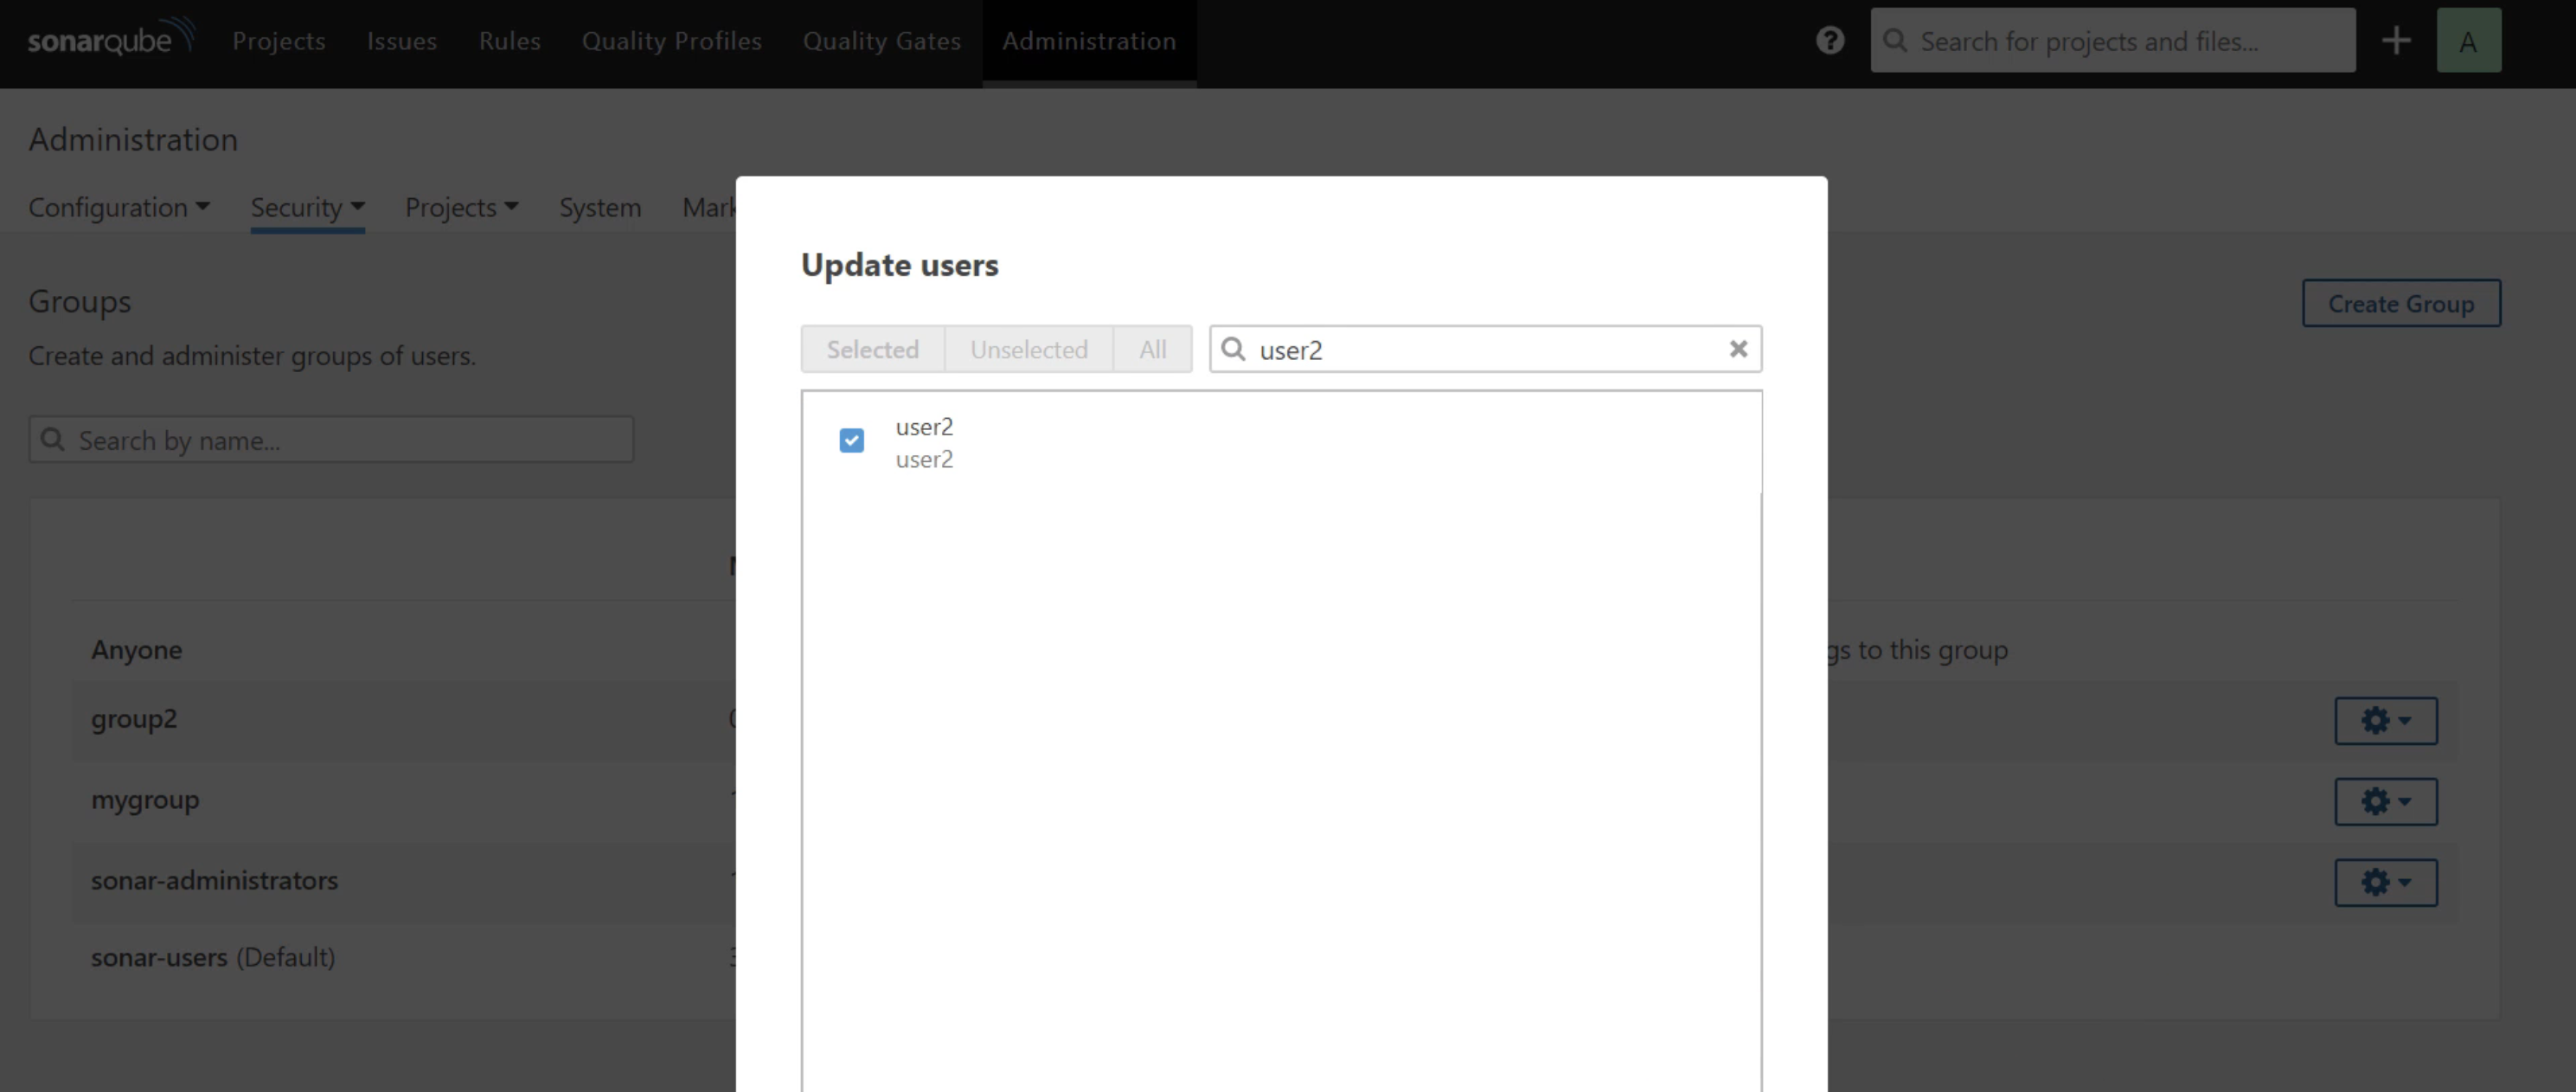 sonarqube Projects Issues Rules Quality Profiles Quality Gates Administration ? Search for projects and files... A
Administration
Configuration Security Projects System
Update users
Groups
Create Group
Create and administer groups of users.
Selected Unselected All user2
Search by name...
user2
user2
Anyone
to this group
group2
mygroup
sonar-administrators
sonar-users (Default)